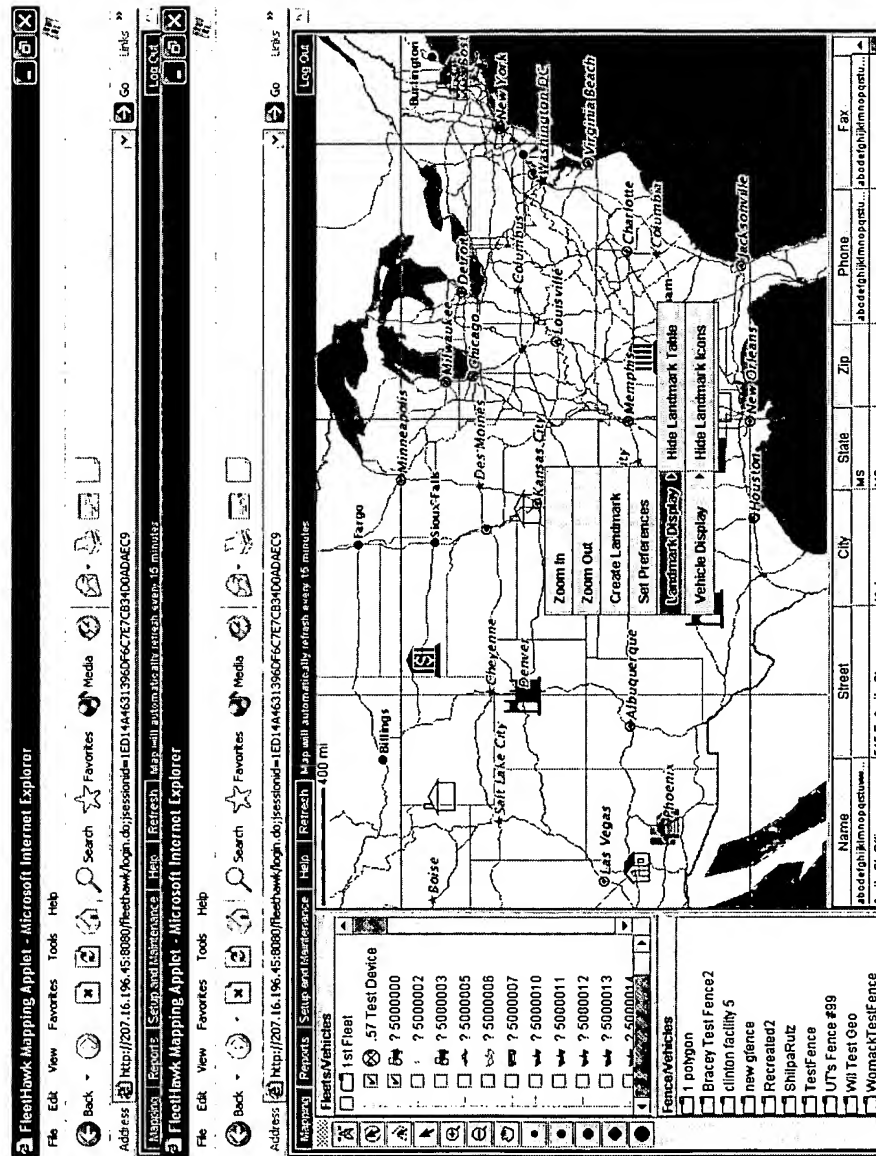 FleetHawk Mapping Applet - Microsoft Internet Explorer
File Edit View Favorites Tools Help
Back Search Favorites Media
Address http://207.16.196.45:8080/fleethawk/login.do;jsessionid=1ED14A4631396DF6C7E7CB34D0ADAEC9 Go Links »
Mapping Reports Setup and Maintenance Help Refresh Map will automatically refresh every 15 minutes Log Out
FleetHawk Mapping Applet - Microsoft Internet Explorer
File Edit View Favorites Tools Help
Back Search Favorites Media
Address http://207.16.196.45:8080/fleethawk/login.do;jsessionid=1ED14A4631396DF6C7E7CB34D0ADAEC9 Go Links »
Mapping Reports Setup and Maintenance Help Refresh Map will automatically refresh every 15 minutes Log Out
Fleets/Vehicles
1st Fleet
.57 Test Device
? 5000000
? 5000002
? 5000003
? 5000005
? 5000006
? 5000007
? 5000010
? 5000011
? 5000012
? 5000013
? 5000014
Fence/Vehicles
1 polygon
Bracey Test Fence2
clinton facility 5
new gfence
Recreated2
ShilpaRutz
TestFence
UT's Fence #99
Will Test Geo
WomackTestFence
400 mi
Billings
Fargo
Minneapolis
Burlington
Boise
Sioux Falls
Milwaukee
Detroit
New York
Salt Lake City
Cheyenne
Des Moines
Chicago
Denver
Kansas City
Columbus
Washington, DC
Las Vegas
Louisville
Virginia Beach
Albuquerque
Memphis
Charlotte
Phoenix
Columbia
Houston
New Orleans
Jacksonville
Zoom In
Zoom Out
Create Landmark
Set Preferences
Landmark Display
Vehicle Display
Hide Landmark Table
Hide Landmark Icons
Name Street City State Zip Phone Fax
MS